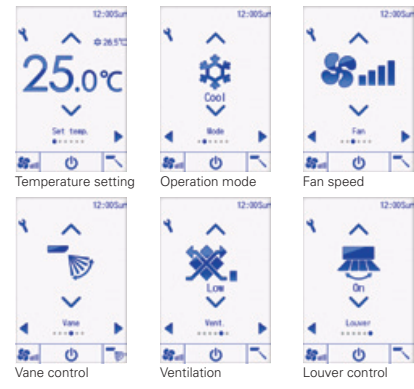 12:00Sun
26.5℃
25.0℃
Set temp.
Temperature setting
12:00Sun
Cool
Mode
Operation mode
12:00Sun
Fan
Fan speed
12:00Sun
Vane
Vane control
12:00Sun
Low
Vent.
Ventilation
12:00Sun
On
Louver
Louver control